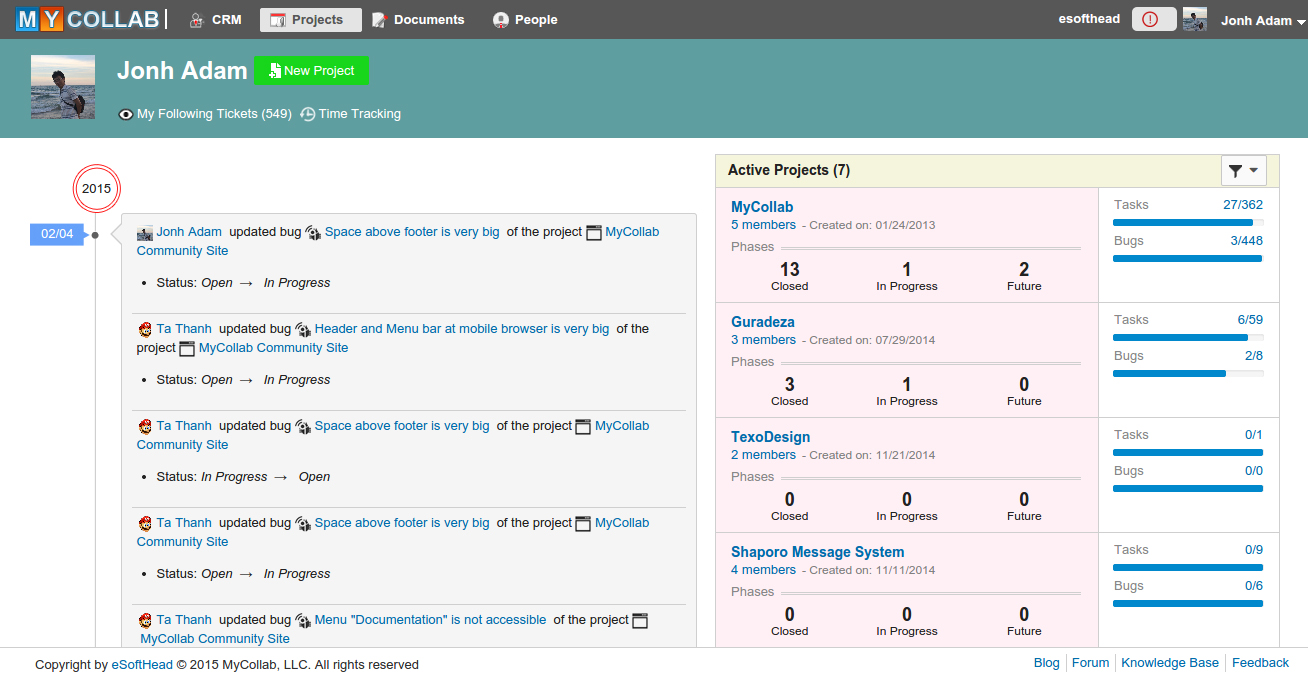 MYCOLLAB CRM Projects Documents People esofthead Jonh Adam
Jonh Adam New Project
My Following Tickets (549) Time Tracking
2015
02/04
Jonh Adam updated bug Space above footer is very big of the project MyCollab
Community Site
• Status: Open → In Progress
Ta Thanh updated bug Header and Menu bar at mobile browser is very big of the
project MyCollab Community Site
• Status: Open → In Progress
Ta Thanh updated bug Space above footer is very big of the project MyCollab
Community Site
• Status: In Progress → Open
Ta Thanh updated bug Space above footer is very big of the project MyCollab
Community Site
• Status: Open → In Progress
Ta Thanh updated bug Menu "Documentation" is not accessible of the project
MyCollab Community Site
Active Projects (7)
MyCollab
5 members - Created on: 01/24/2013
Phases
13 1 2
Closed In Progress Future
Tasks 27/362
Bugs 3/448
Guradeza
3 members - Created on: 07/29/2014
Phases
3 1 0
Closed In Progress Future
Tasks 6/59
Bugs 2/8
TexoDesign
2 members - Created on: 11/21/2014
Phases
0 0 0
Closed In Progress Future
Tasks 0/1
Bugs 0/0
Shaporo Message System
4 members - Created on: 11/11/2014
Phases
0 0 0
Closed In Progress Future
Tasks 0/9
Bugs 0/6
Copyright by eSoftHead © 2015 MyCollab, LLC. All rights reserved
Blog Forum Knowledge Base Feedback